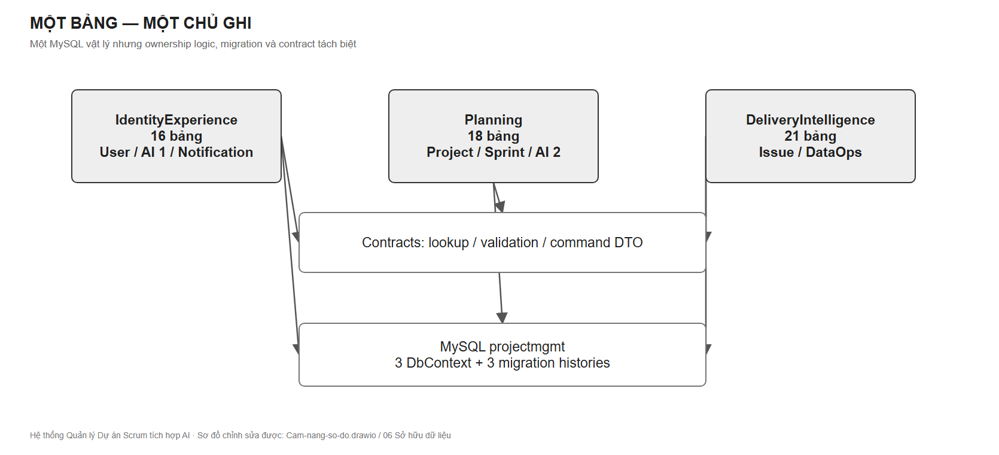 MỘT BẢNG — MỘT CHỦ GHI
Một MySQL vật lý nhưng ownership logic, migration và contract tách biệt
IdentityExperience
16 bảng
User / AI 1 / Notification
Planning
18 bảng
Project / Sprint / AI 2
DeliveryIntelligence
21 bảng
Issue / DataOps
Contracts: lookup / validation / command DTO
MySQL projectmgmt
3 DbContext + 3 migration histories
Hệ thống Quản lý Dự án Scrum tích hợp AI · Sơ đồ chỉnh sửa được: Cam-nang-so-do.drawio / 06 Sở hữu dữ liệu